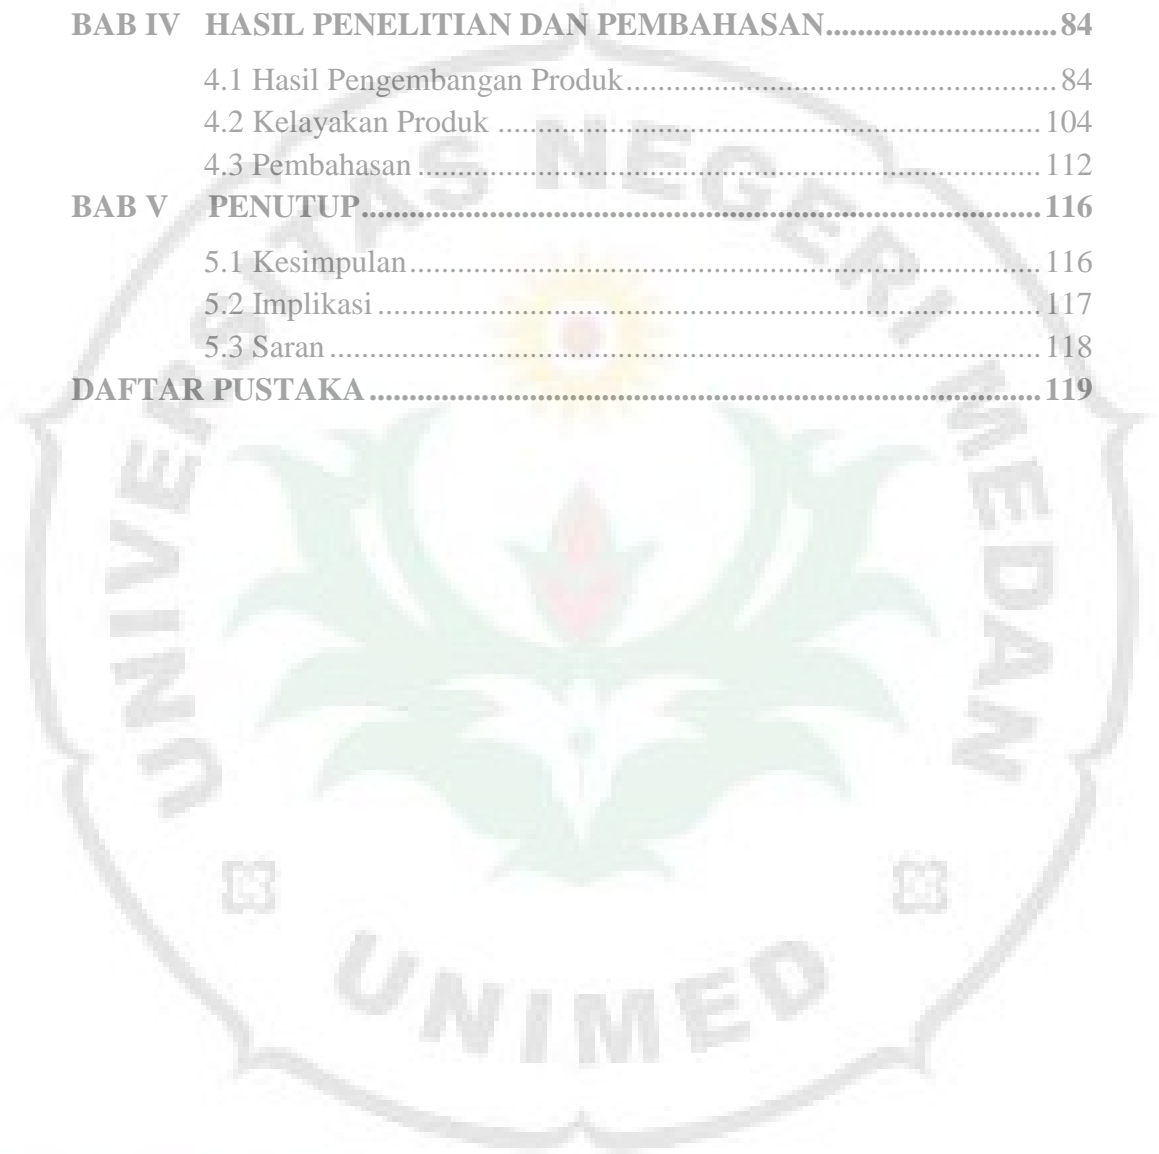 BAB IV HASIL PENELITIAN DAN PEMBAHASAN............................ 84
4.1 Hasil Pengembangan Produk..................................................... 84
4.2 Kelayakan Produk ................................................................... 104
4.3 Pembahasan ............................................................................. 112
BAB V PENUTUP................................................................................... 116
5.1 Kesimpulan.............................................................................. 116
5.2 Implikasi .................................................................................. 117
5.3 Saran ........................................................................................ 118
DAFTAR PUSTAKA .................................................................................. 119
UNIVERSITAS NEGERI MEDAN
UNIMED